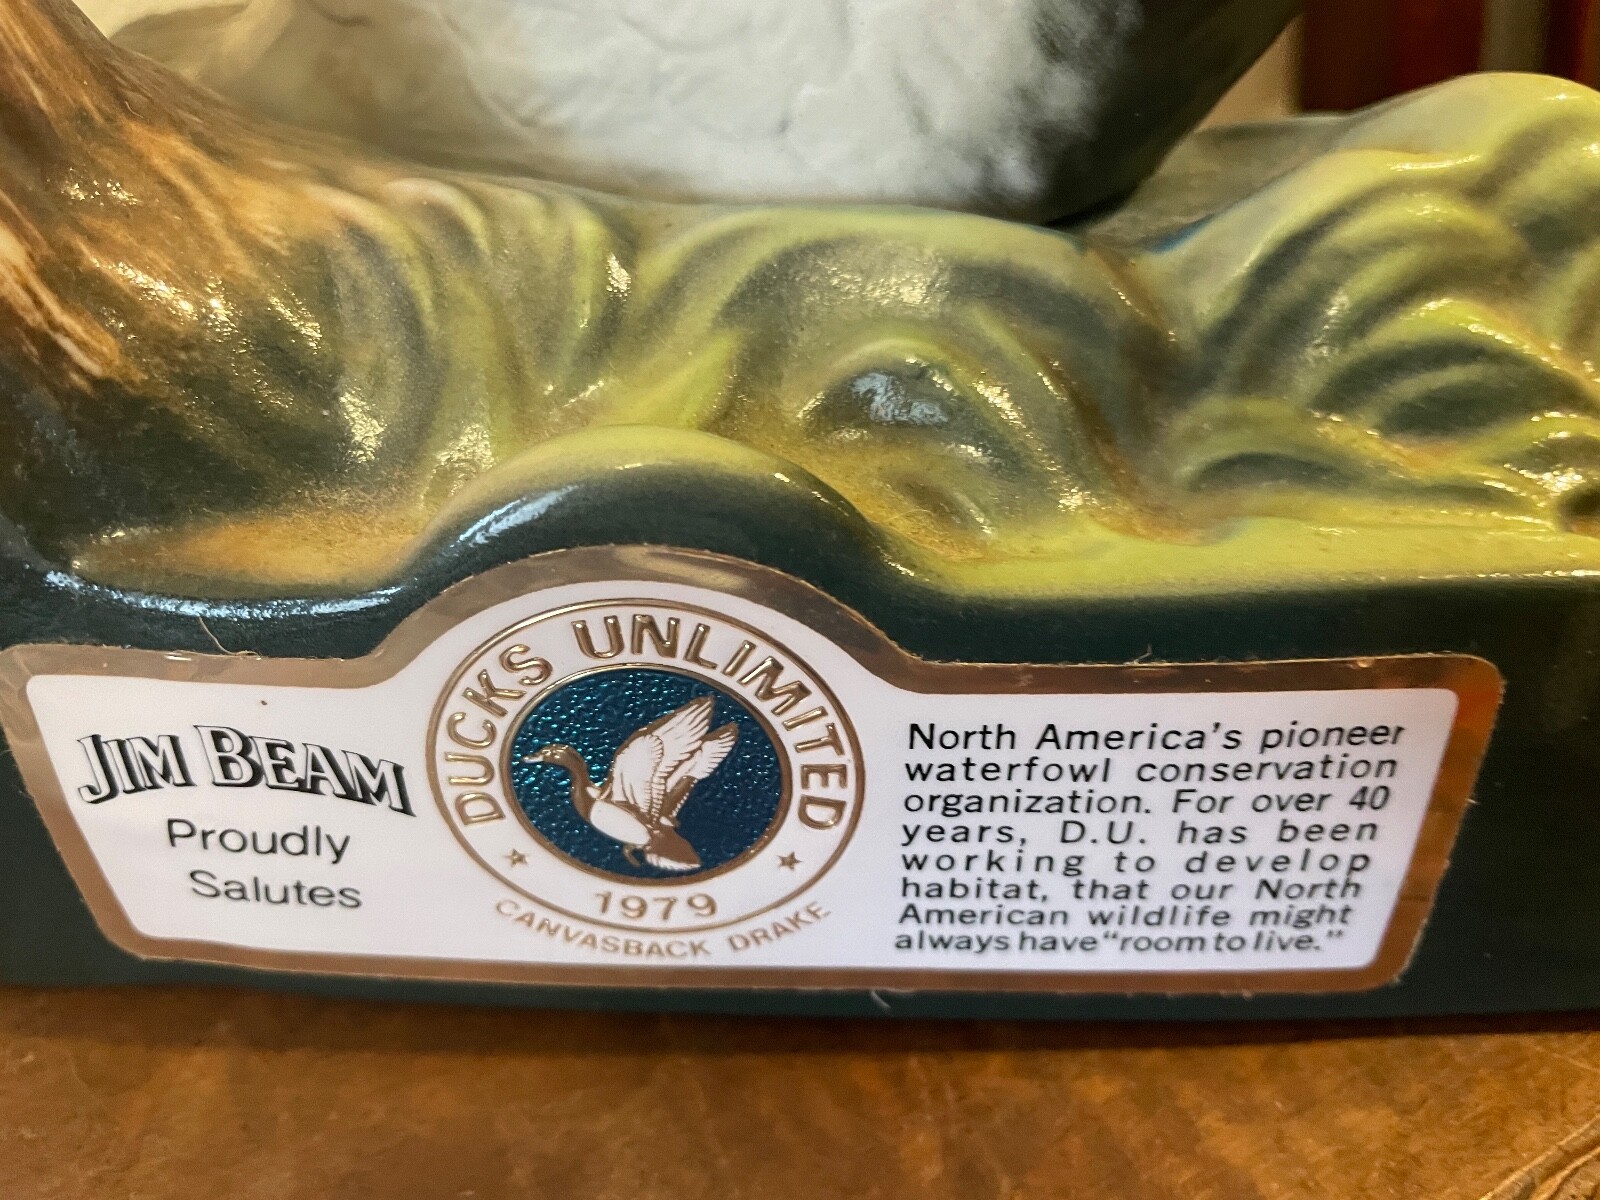 JIM BEAM
Proudly
Salutes
DUCKS UNLIMITED
1979
CANVASBACK DRAKE
North America's pioneer
waterfowl conservation
organization. For over 40
years, D.U. has been
working to develop
habitat, that our North
American wildlife might
always have "room to live."